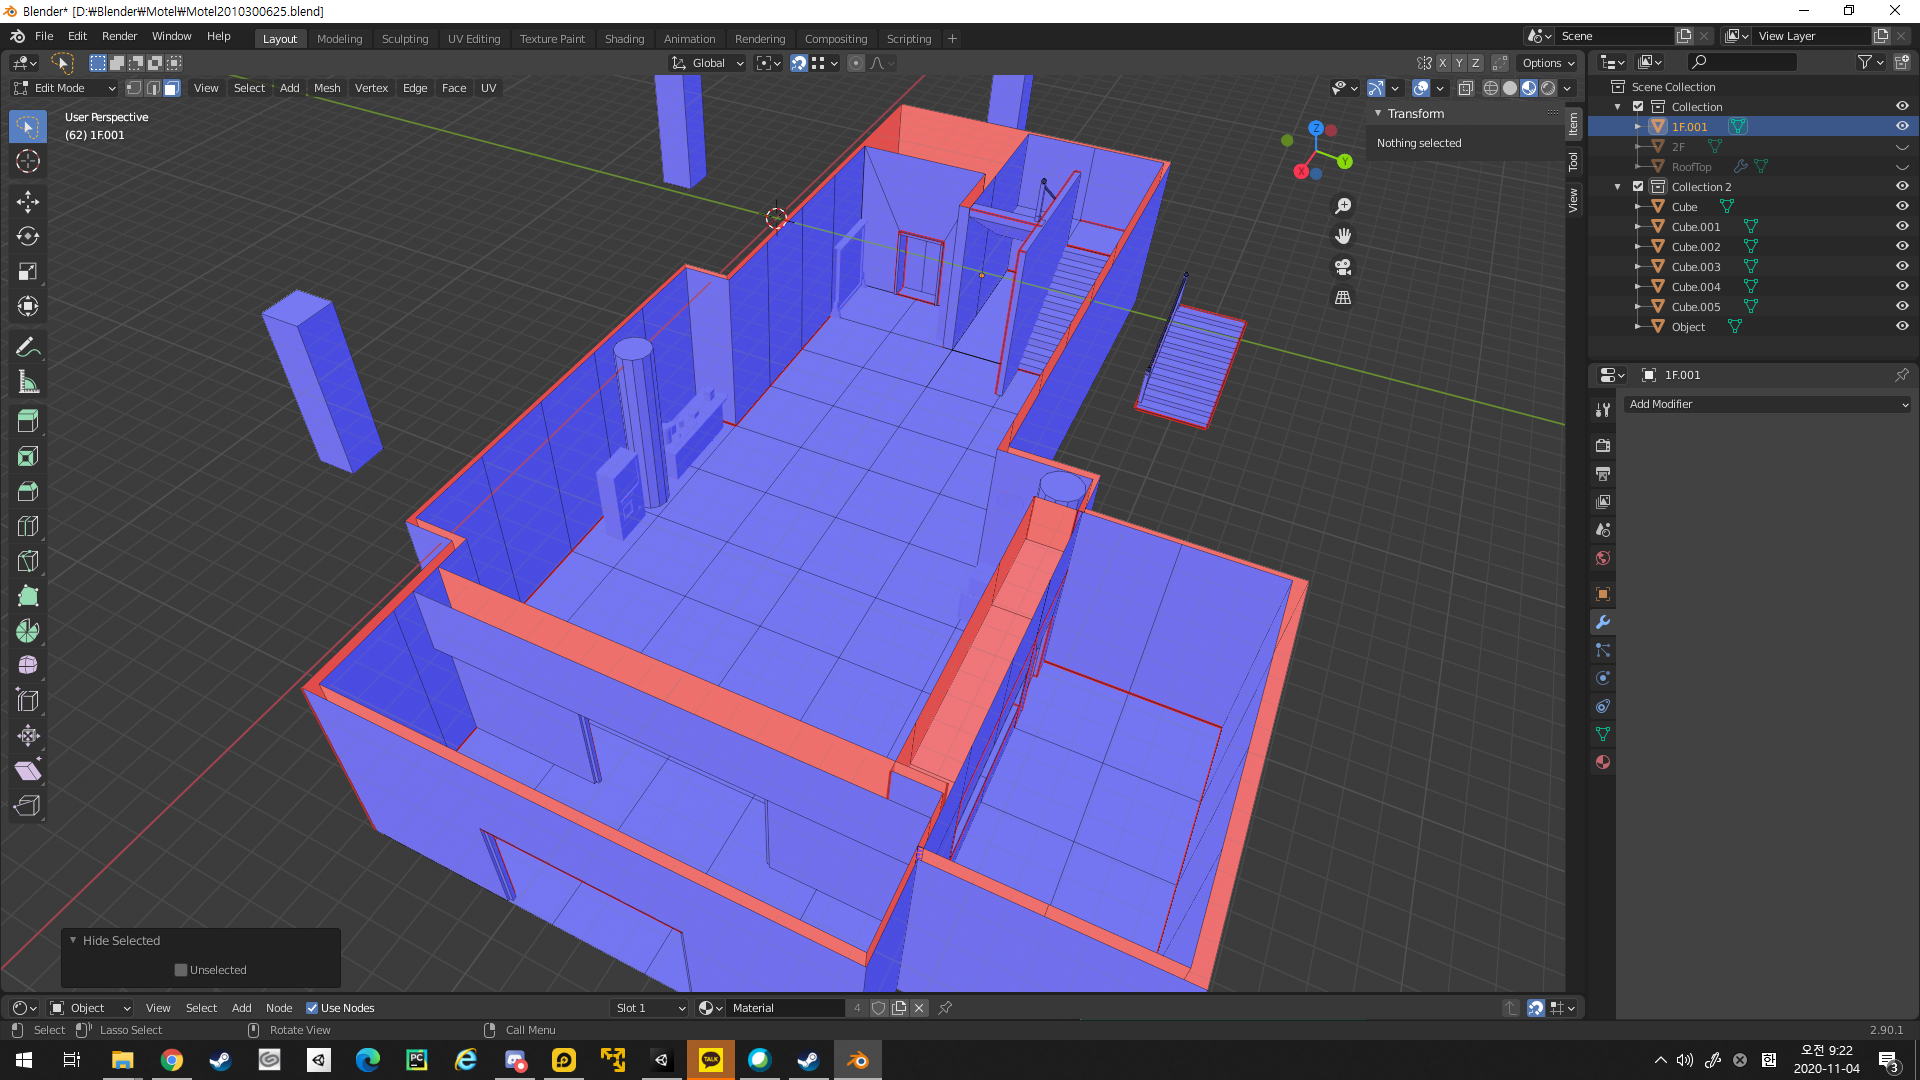 Blender* [D:₩Blender₩Motel₩Motel2010300625.blend]
File Edit Render Window Help Layout Modeling Sculpting UV Editing Texture Paint Shading Animation Rendering Compositing Scripting + Scene View Layer
Global Options X Y Z
Edit Mode View Select Add Mesh Vertex Edge Face UV
User Perspective
(62) 1F.001
Transform
Nothing selected
Item
Tool
View
Z
Y
X
Scene Collection
Collection
1F.001
2F
RoofTop
Collection 2
Cube
Cube.001
Cube.002
Cube.003
Cube.004
Cube.005
Object
1F.001
Add Modifier
Hide Selected
Unselected
Object View Select Add Node Use Nodes Slot 1 Material 4
Select Lasso Select Rotate View Call Menu 2.90.1
PC
TALK
한
오전 9:22
2020-11-04
3